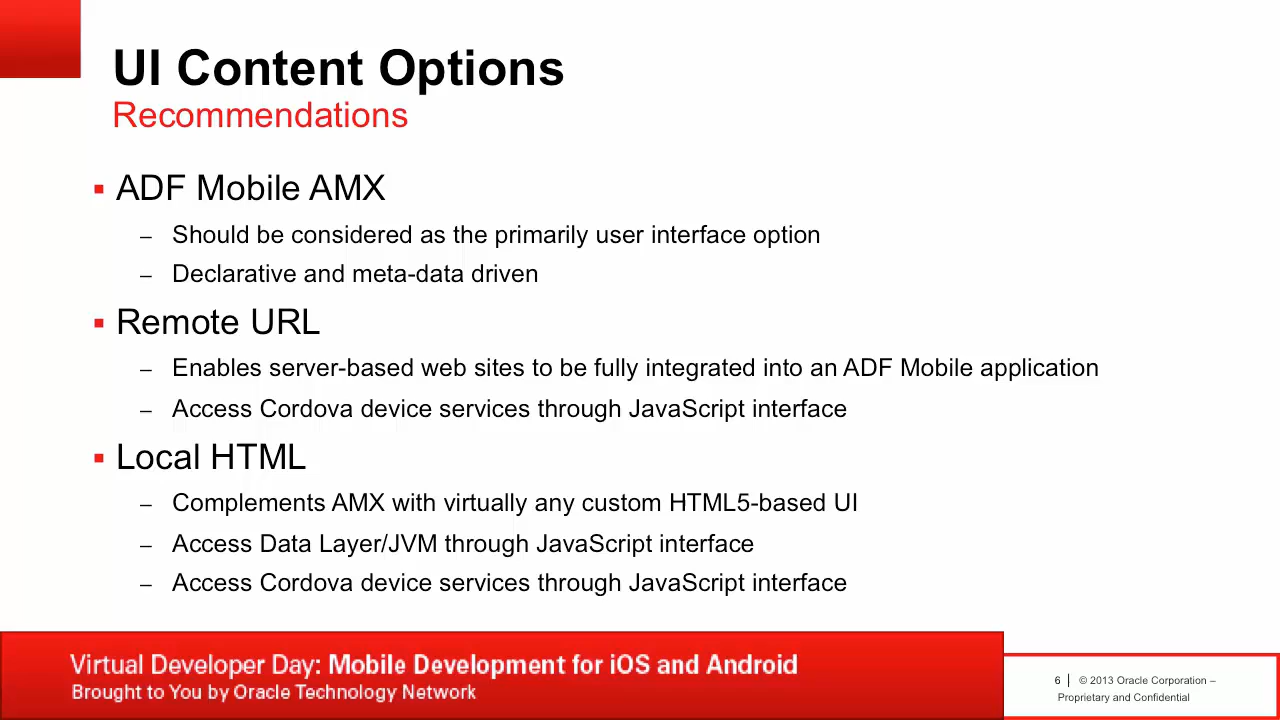 UI Content Options
Recommendations
▪ ADF Mobile AMX
– Should be considered as the primarily user interface option
– Declarative and meta-data driven
▪ Remote URL
– Enables server-based web sites to be fully integrated into an ADF Mobile application
– Access Cordova device services through JavaScript interface
▪ Local HTML
– Complements AMX with virtually any custom HTML5-based UI
– Access Data Layer/JVM through JavaScript interface
– Access Cordova device services through JavaScript interface
Virtual Developer Day: Mobile Development for iOS and Android
Brought to You by Oracle Technology Network
6 | © 2013 Oracle Corporation –
Proprietary and Confidential